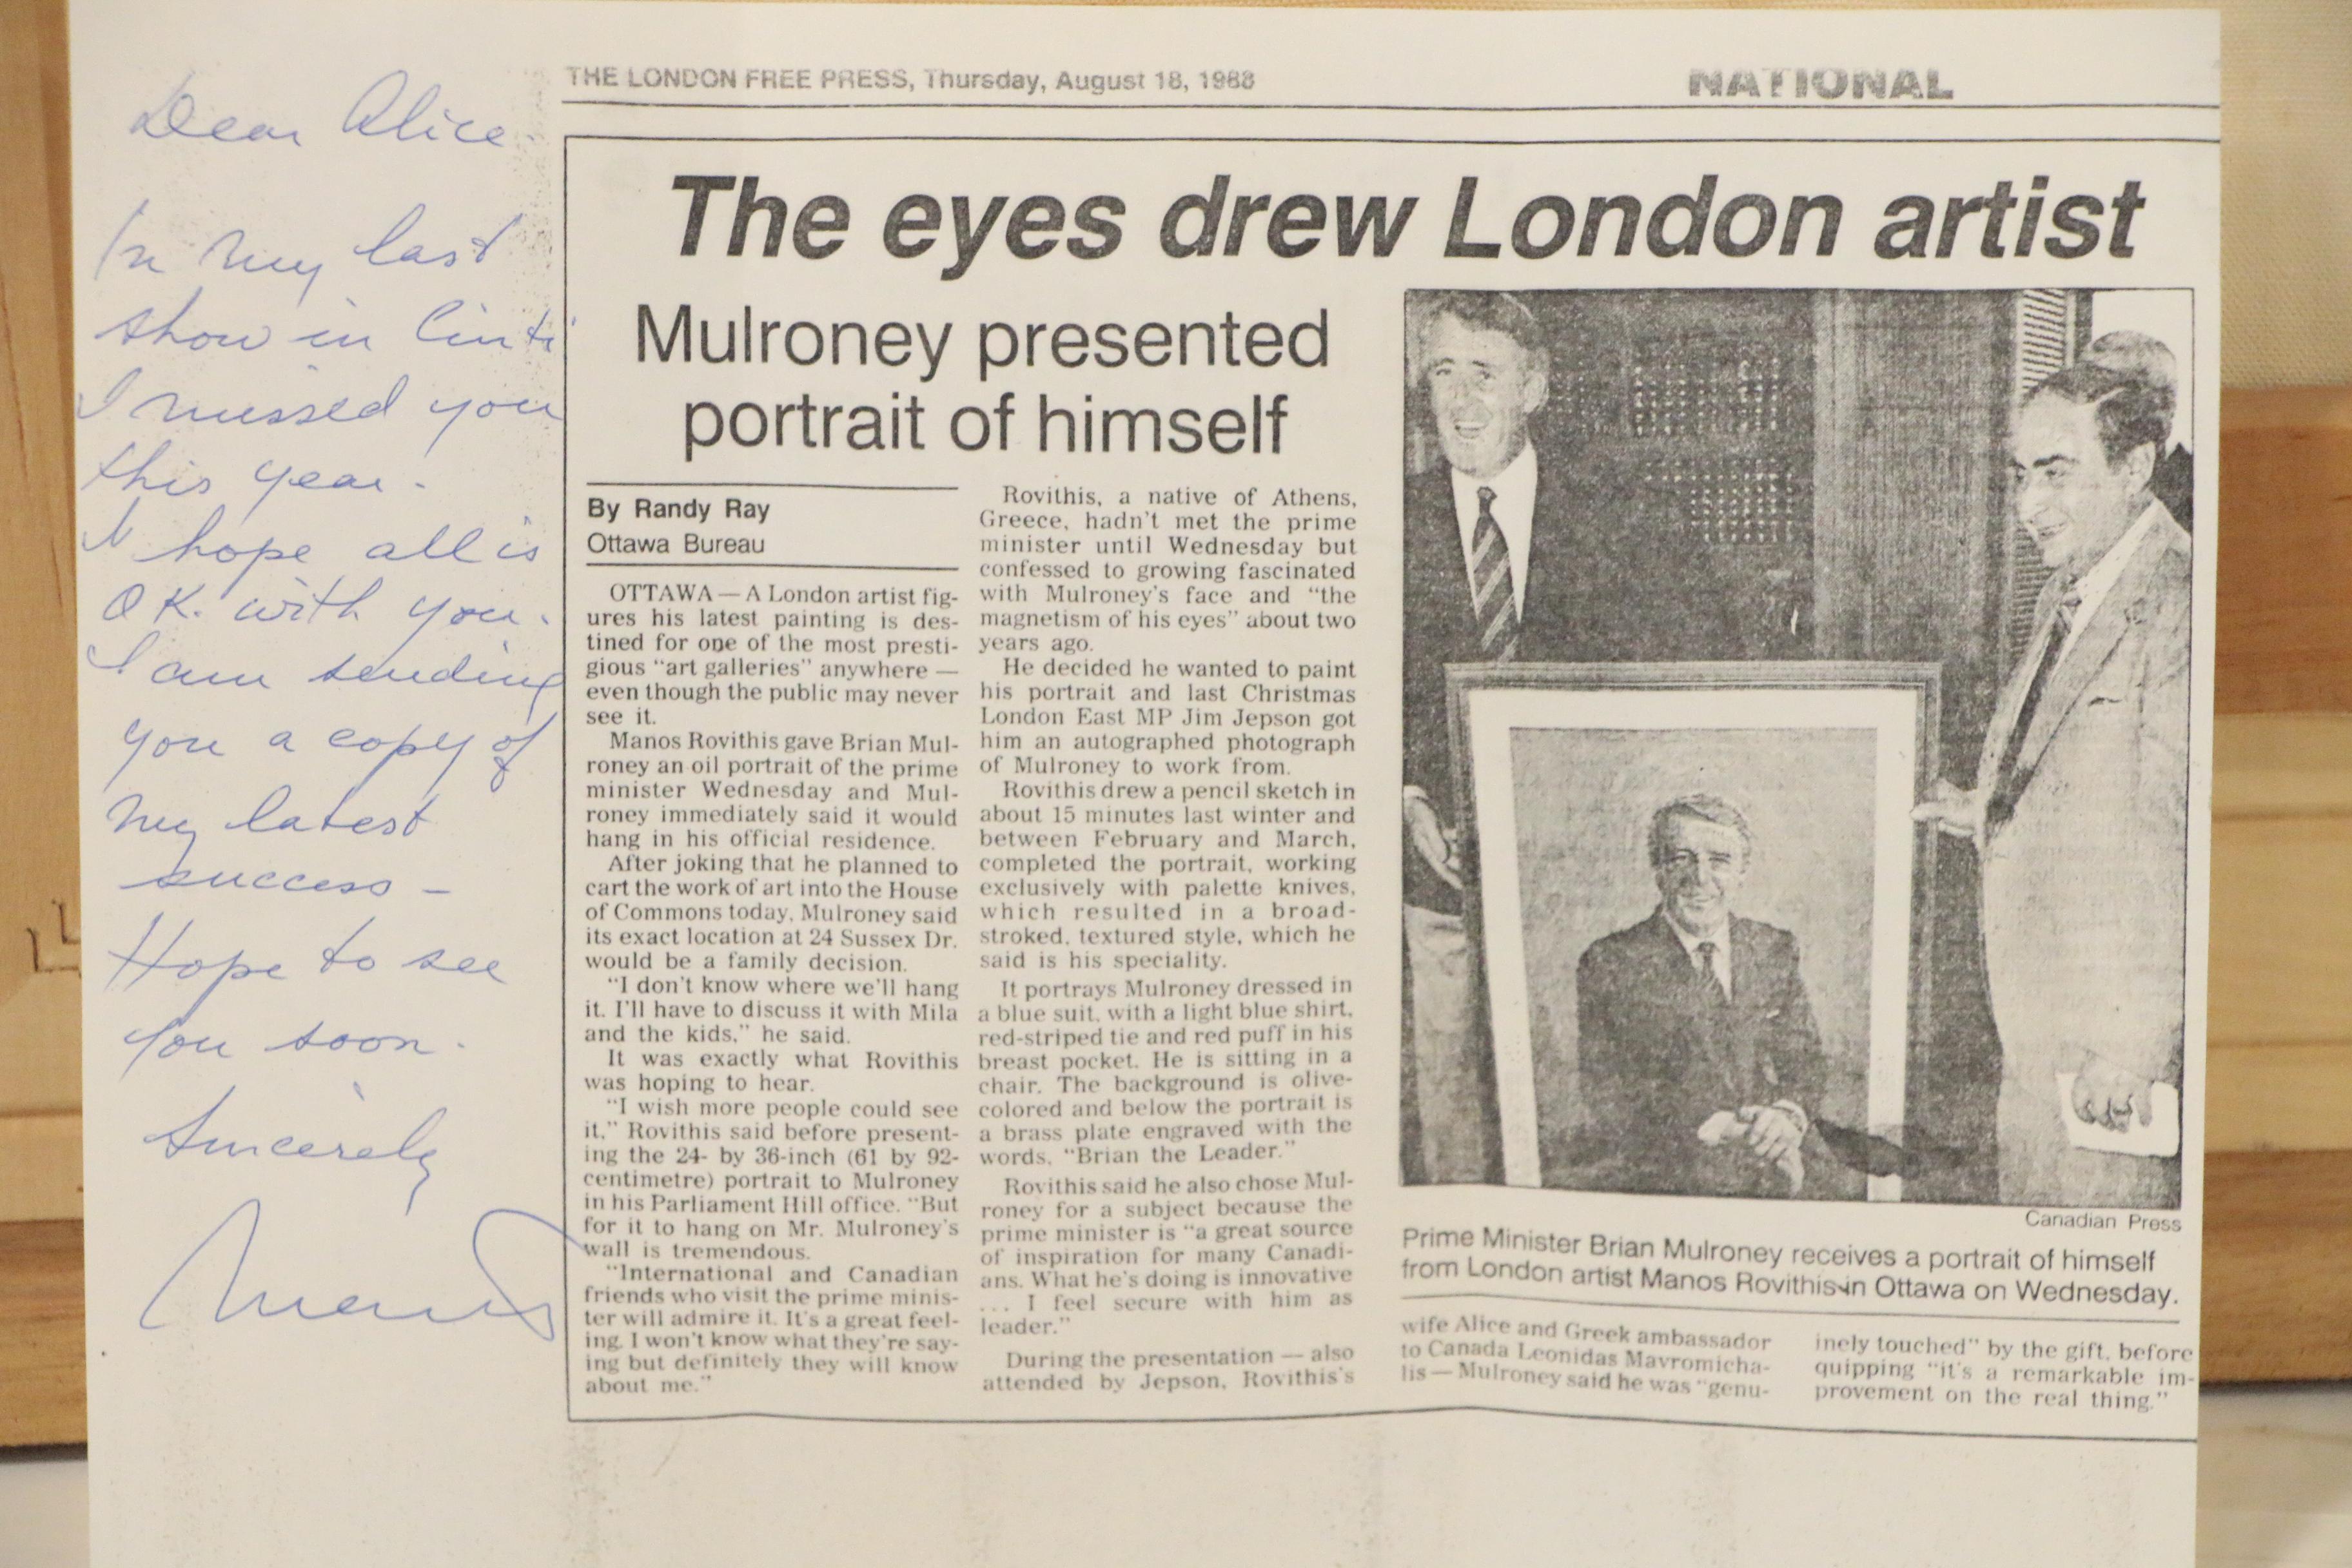 Dear Alice.
In my last
show in Cinti
I missed you
this year.
I hope all is
OK. with you.
I am sending
you a copy of
my latest
success -
Hope to see
you soon.
Sincerely
Manos
THE LONDON FREE PRESS, Thursday, August 18, 1988
NATIONAL
The eyes drew London artist
Mulroney presented
portrait of himself
By Randy Ray
Ottawa Bureau
OTTAWA — A London artist fig-
ures his latest painting is des-
tined for one of the most presti-
gious “art galleries” anywhere —
even though the public may never
see it.
Manos Rovithis gave Brian Mul-
roney an oil portrait of the prime
minister Wednesday and Mul-
roney immediately said it would
hang in his official residence.
After joking that he planned to
cart the work of art into the House
of Commons today, Mulroney said
its exact location at 24 Sussex Dr.
would be a family decision.
“I don't know where we'll hang
it. I'll have to discuss it with Mila
and the kids,” he said.
It was exactly what Rovithis
was hoping to hear.
“I wish more people could see
it,” Rovithis said before present-
ing the 24- by 36-inch (61 by 92-
centimetre) portrait to Mulroney
in his Parliament Hill office. “But
for it to hang on Mr. Mulroney's
wall is tremendous.
“International and Canadian
friends who visit the prime minis-
ter will admire it. It's a great feel-
ing. I won't know what they're say-
ing but definitely they will know
about me.”
Rovithis, a native of Athens,
Greece, hadn't met the prime
minister until Wednesday but
confessed to growing fascinated
with Mulroney's face and “the
magnetism of his eyes” about two
years ago.
He decided he wanted to paint
his portrait and last Christmas
London East MP Jim Jepson got
him an autographed photograph
of Mulroney to work from.
Rovithis drew a pencil sketch in
about 15 minutes last winter and
between February and March,
completed the portrait, working
exclusively with palette knives,
which resulted in a broad-
stroked, textured style, which he
said is his speciality.
It portrays Mulroney dressed in
a blue suit, with a light blue shirt,
red-striped tie and red puff in his
breast pocket. He is sitting in a
chair. The background is olive-
colored and below the portrait is
a brass plate engraved with the
words, “Brian the Leader.”
Rovithis said he also chose Mul-
roney for a subject because the
prime minister is “a great source
of inspiration for many Canadi-
ans. What he's doing is innovative
. . . I feel secure with him as
leader.”
During the presentation — also
attended by Jepson, Rovithis's
Canadian Press
Prime Minister Brian Mulroney receives a portrait of himself
from London artist Manos Rovithis in Ottawa on Wednesday.
wife Alice and Greek ambassador
to Canada Leonidas Mavromicha-
lis — Mulroney said he was “genu-
inely touched” by the gift, before
quipping “it's a remarkable im-
provement on the real thing.”